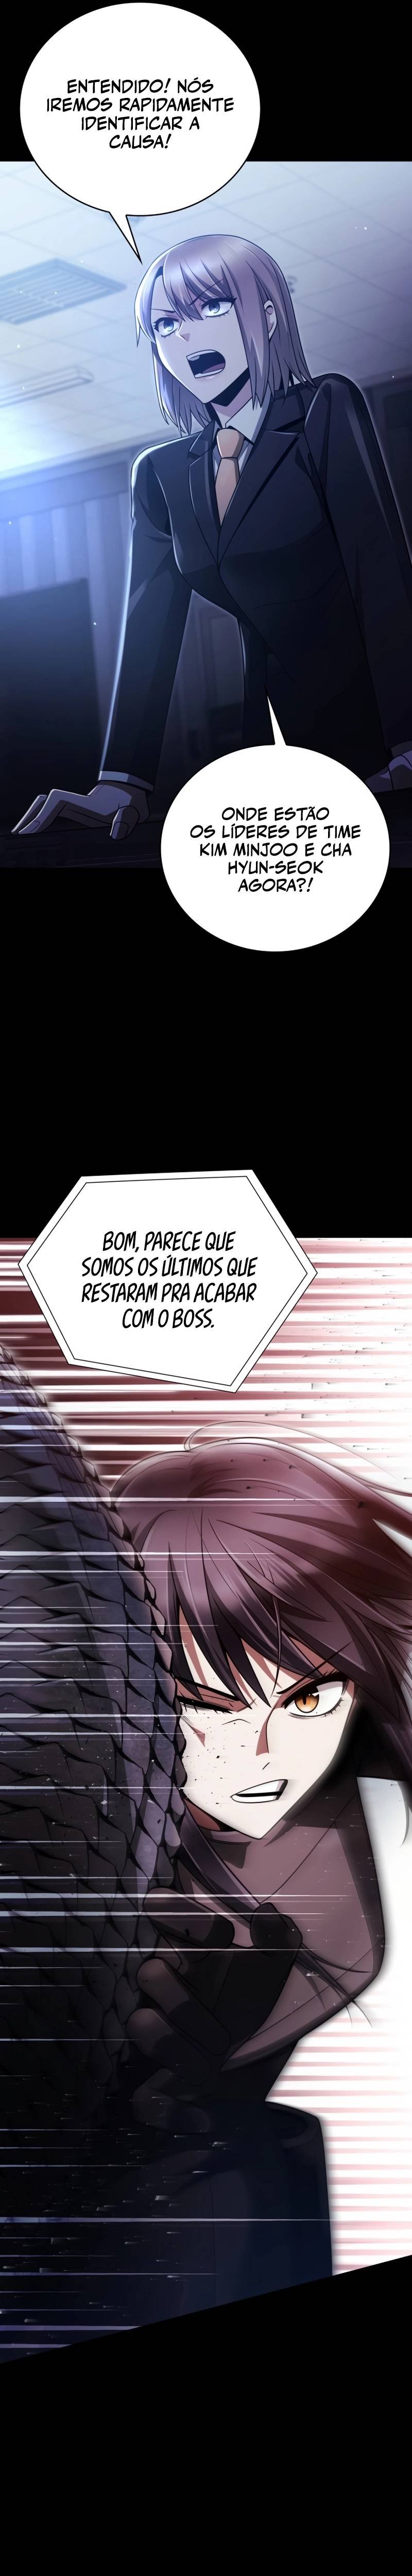 ENTENDIDO! NÓS
IREMOS RAPIDAMENTE
IDENTIFICAR A
CAUSA!
ONDE ESTÃO
OS LÍDERES DE TIME
KIM MINJOO E CHA
HYUN-SEOK
AGORA?!
BOM, PARECE QUE
SOMOS OS ÚLTIMOS QUE
RESTARAM PRA ACABAR
COM O BOSS.